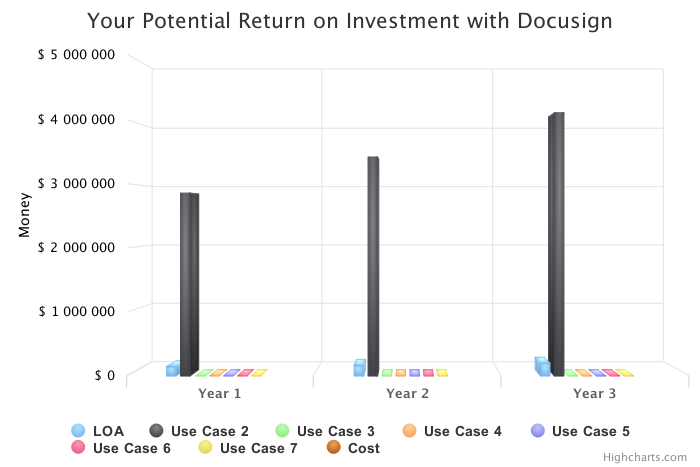 Your Potential Return on Investment with Docusign
$ 5 000 000
$ 4 000 000
$ 3 000 000
$ 2 000 000
$ 1 000 000
$ 0
Money
Year 1
Year 2
Year 3
LOA
Use Case 2
Use Case 3
Use Case 4
Use Case 5
Use Case 6
Use Case 7
Cost
Highcharts.com